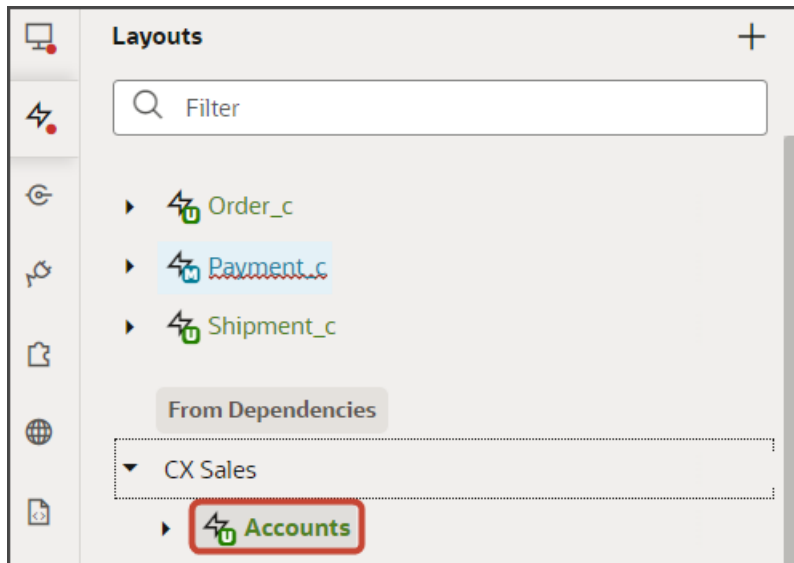 Layouts
Filter
Order_c
U
Payment_c
M
Shipment_c
U
From Dependencies
CX Sales
Accounts
U